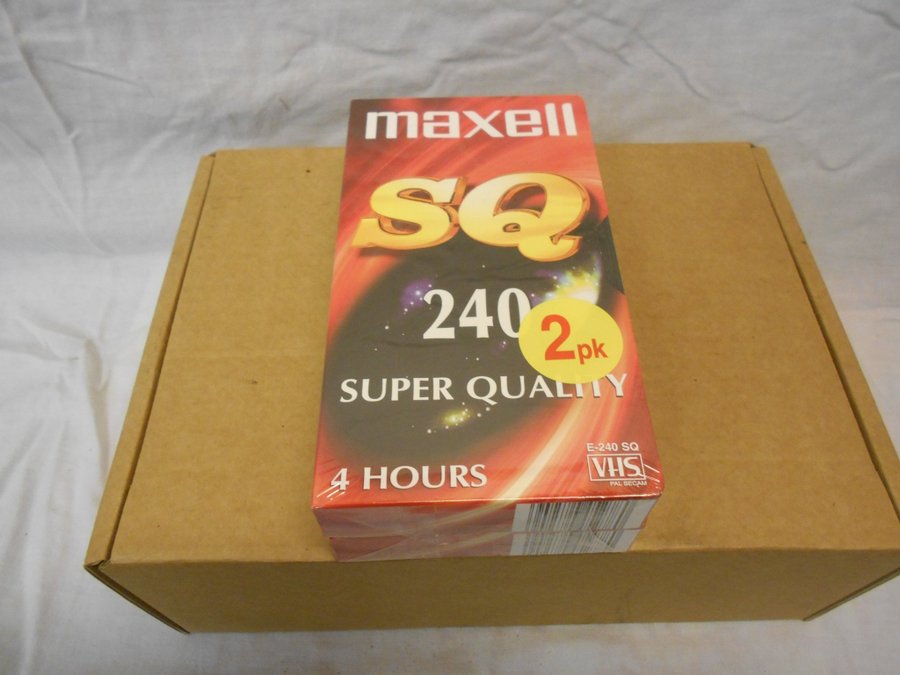 maxell
SQ
240
2pk
SUPER QUALITY
E-240 SQ
4 HOURS
VHS
PAL SECAM